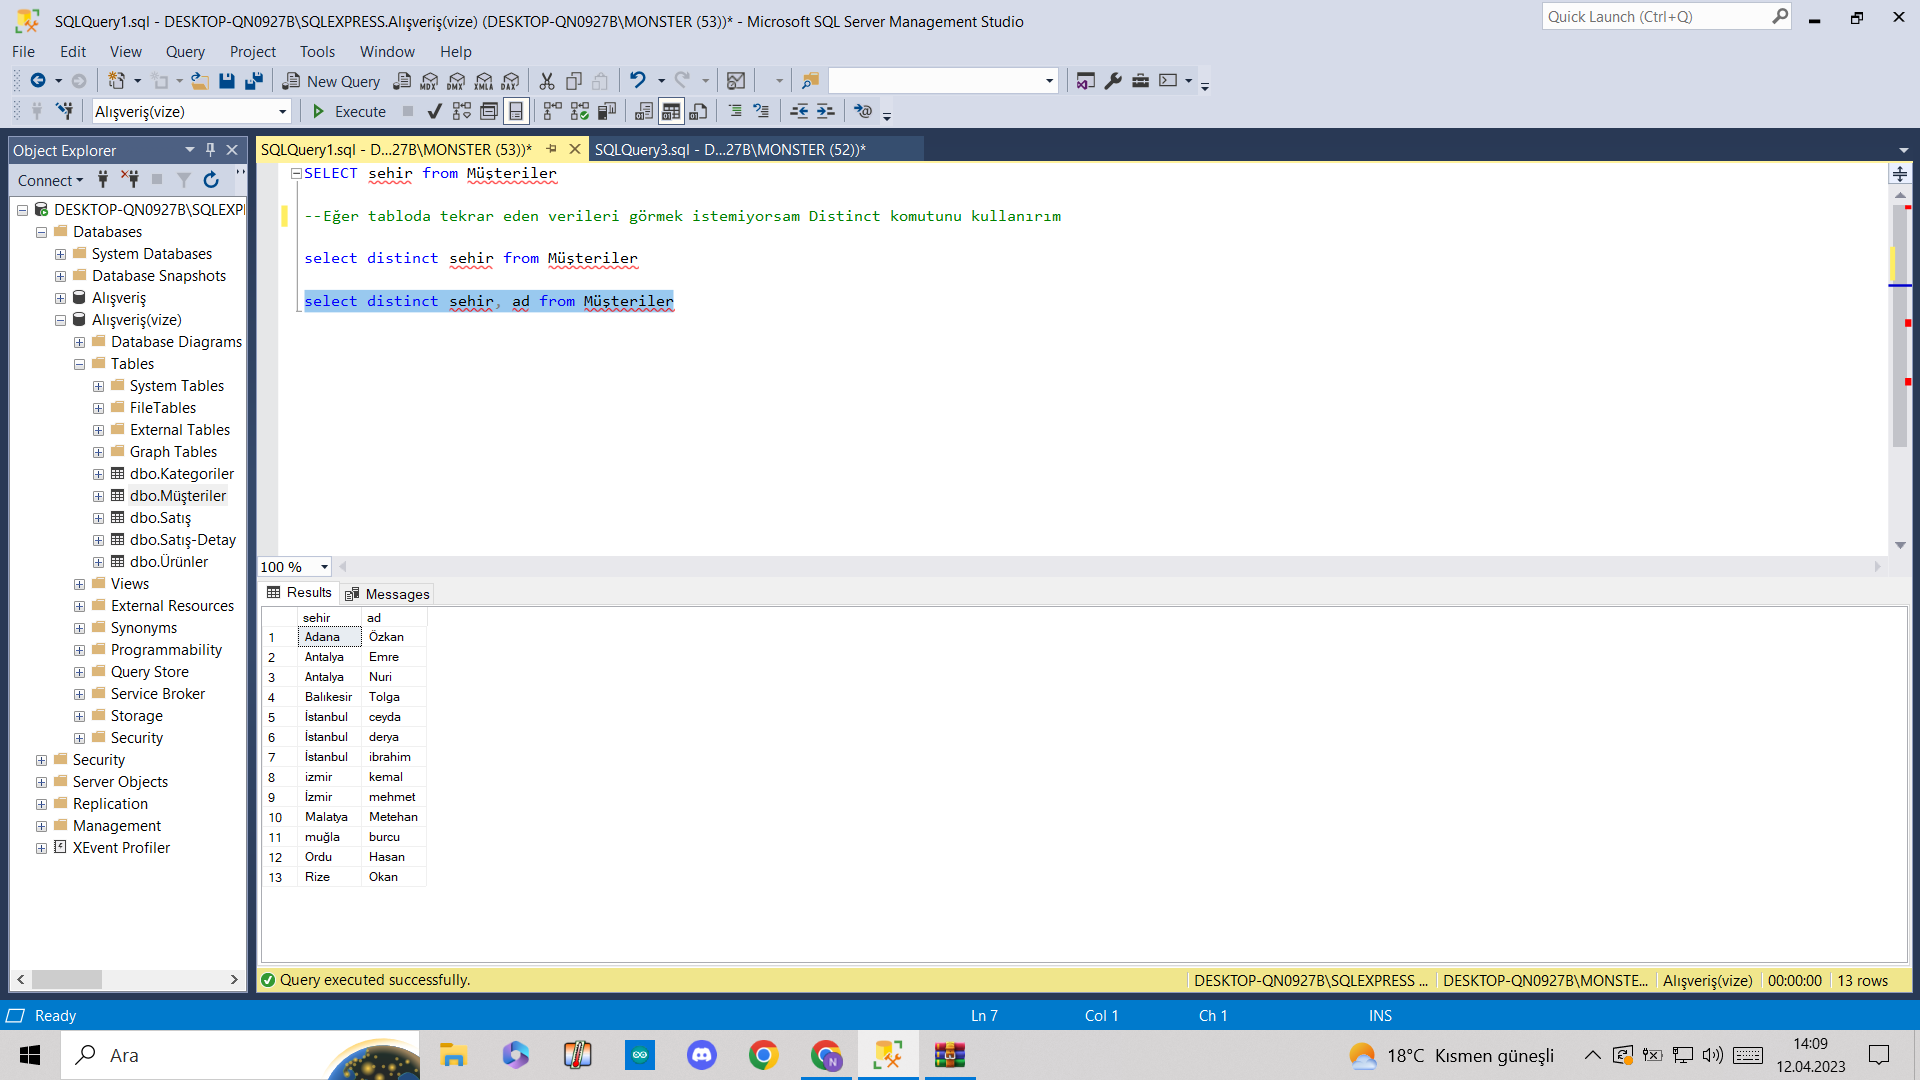 SQLQuery1.sql - DESKTOP-QN0927B\SQLEXPRESS.Alışveriş(vize) (DESKTOP-QN0927B\MONSTER (53))* - Microsoft SQL Server Management Studio
Quick Launch (Ctrl+Q)
File Edit View Query Project Tools Window Help
New Query
MDX DMX XMLA DAX
Alışveriş(vize)
Execute
Object Explorer
Connect
DESKTOP-QN0927B\SQLEXPI
Databases
System Databases
Database Snapshots
Alışveriş
Alışveriş(vize)
Database Diagrams
Tables
System Tables
FileTables
External Tables
Graph Tables
dbo.Kategoriler
dbo.Müşteriler
dbo.Satış
dbo.Satış-Detay
dbo.Ürünler
Views
External Resources
Synonyms
Programmability
Query Store
Service Broker
Storage
Security
Security
Server Objects
Replication
Management
XEvent Profiler
SQLQuery1.sql - D...27B\MONSTER (53))*
SQLQuery3.sql - D...27B\MONSTER (52))*
SELECT sehir from Müşteriler
--Eğer tabloda tekrar eden verileri görmek istemiyorsam Distinct komutunu kullanırım
select distinct sehir from Müşteriler
select distinct sehir, ad from Müşteriler
100 %
Results Messages
sehir ad
1 Adana Özkan
2 Antalya Emre
3 Antalya Nuri
4 Balıkesir Tolga
5 İstanbul ceyda
6 İstanbul derya
7 İstanbul ibrahim
8 izmir kemal
9 İzmir mehmet
10 Malatya Metehan
11 muğla burcu
12 Ordu Hasan
13 Rize Okan
Query executed successfully.
DESKTOP-QN0927B\SQLEXPRESS ... DESKTOP-QN0927B\MONSTE... Alışveriş(vize) 00:00:00 13 rows
Ready
Ln 7 Col 1 Ch 1 INS
Ara
N
18°C Kısmen güneşli
14:09
12.04.2023